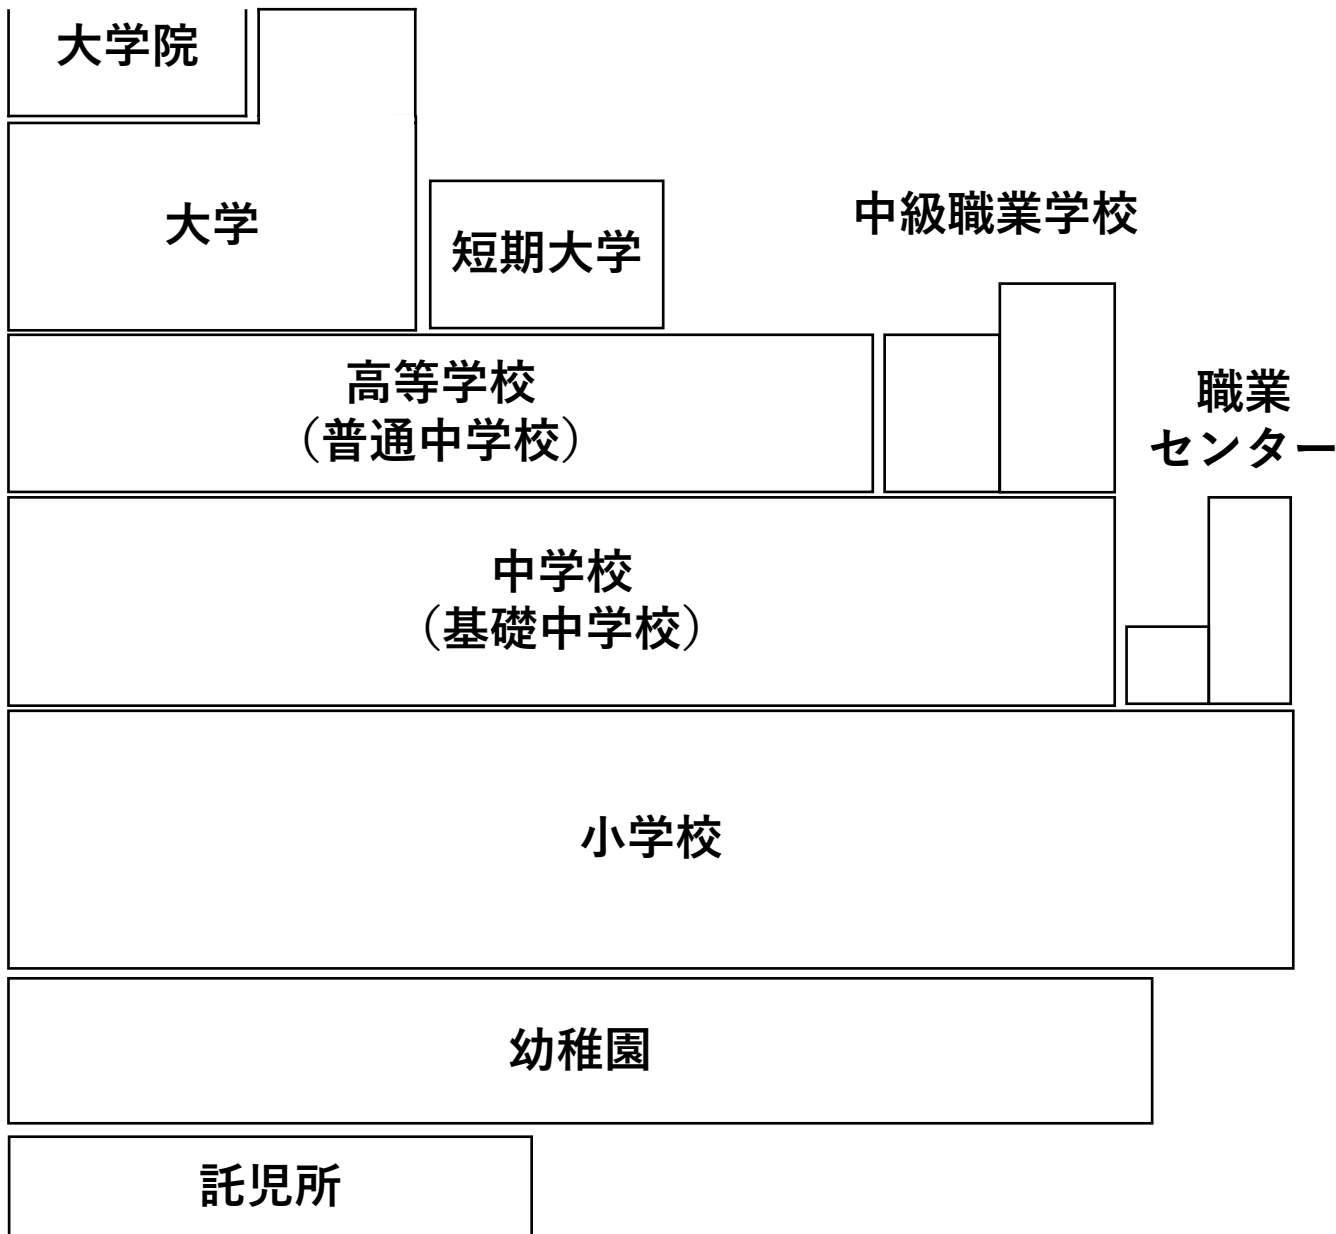 大学院
大学
短期大学
中級職業学校
高等学校
（普通中学校）
職業
センター
中学校
（基礎中学校）
小学校
幼稚園
託児所